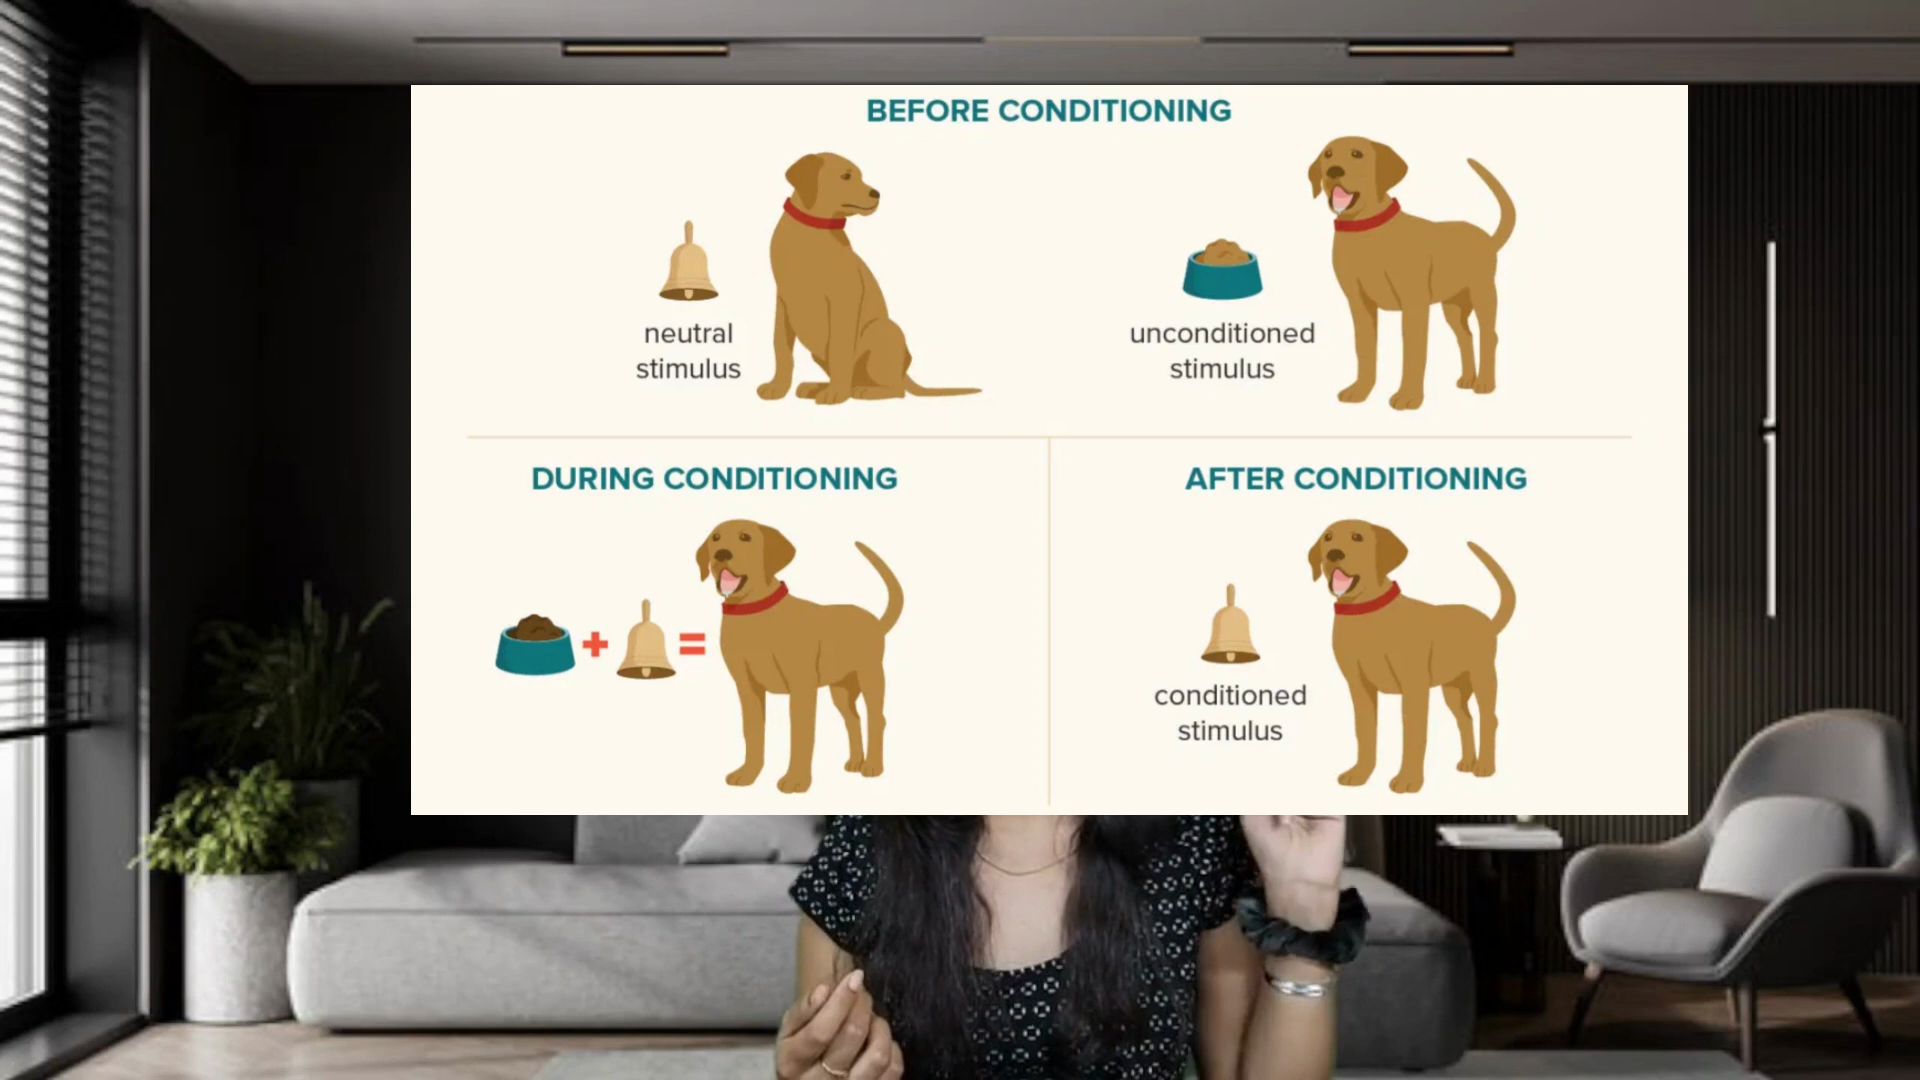 BEFORE CONDITIONING
neutral
stimulus
unconditioned
stimulus
DURING CONDITIONING
AFTER CONDITIONING
+
=
conditioned
stimulus